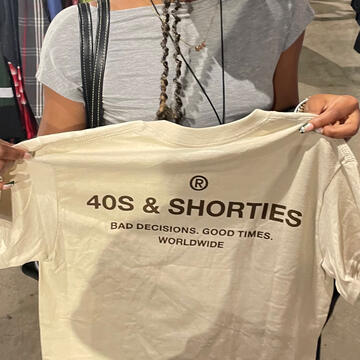 ®
40S & SHORTIES
BAD DECISIONS. GOOD TIMES.
WORLDWIDE